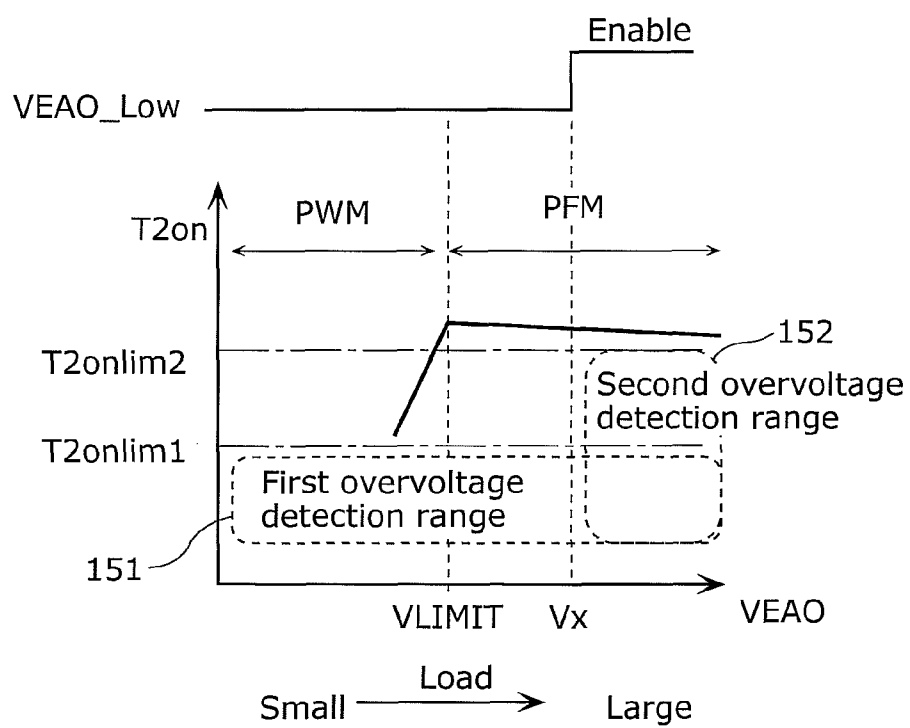 Enable
VEAO_Low
PWM
PFM
T2on
152
T2onlim2
Second overvoltage
detection range
T2onlim1
First overvoltage
detection range
151
VLIMIT
Vx
VEAO
Load
Small
Large